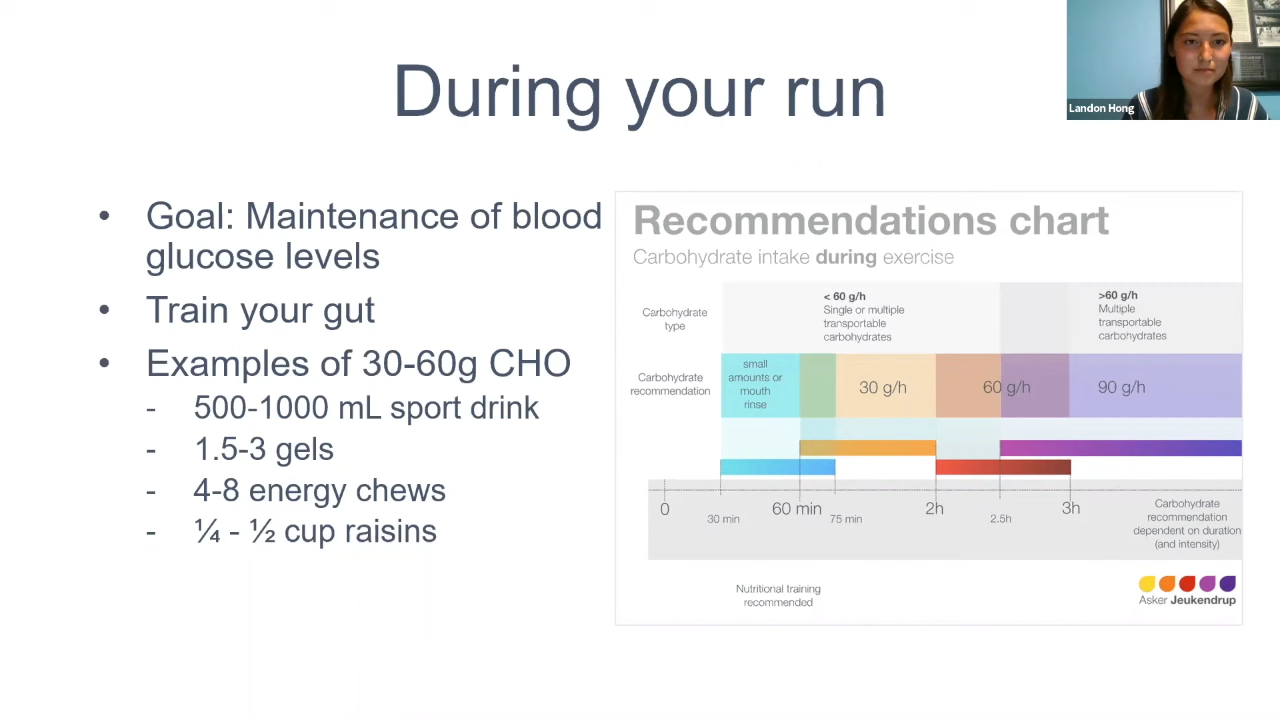 During your run
Landon Hong
• Goal: Maintenance of blood
glucose levels
• Train your gut
• Examples of 30-60g CHO
- 500-1000 mL sport drink
- 1.5-3 gels
- 4-8 energy chews
- ¼ - ½ cup raisins
Recommendations chart
Carbohydrate intake during exercise
Carbohydrate
type
< 60 g/h
Single or multiple
transportable
carbohydrates
>60 g/h
Multiple
transportable
carbohydrates
Carbohydrate
recommendation
small
amounts or
mouth
rinse
30 g/h
60 g/h
90 g/h
0
30 min
60 min
75 min
2h
2.5h
3h
Carbohydrate
recommendation
dependent on duration
(and intensity)
Nutritional training
recommended
Asker Jeukendrup